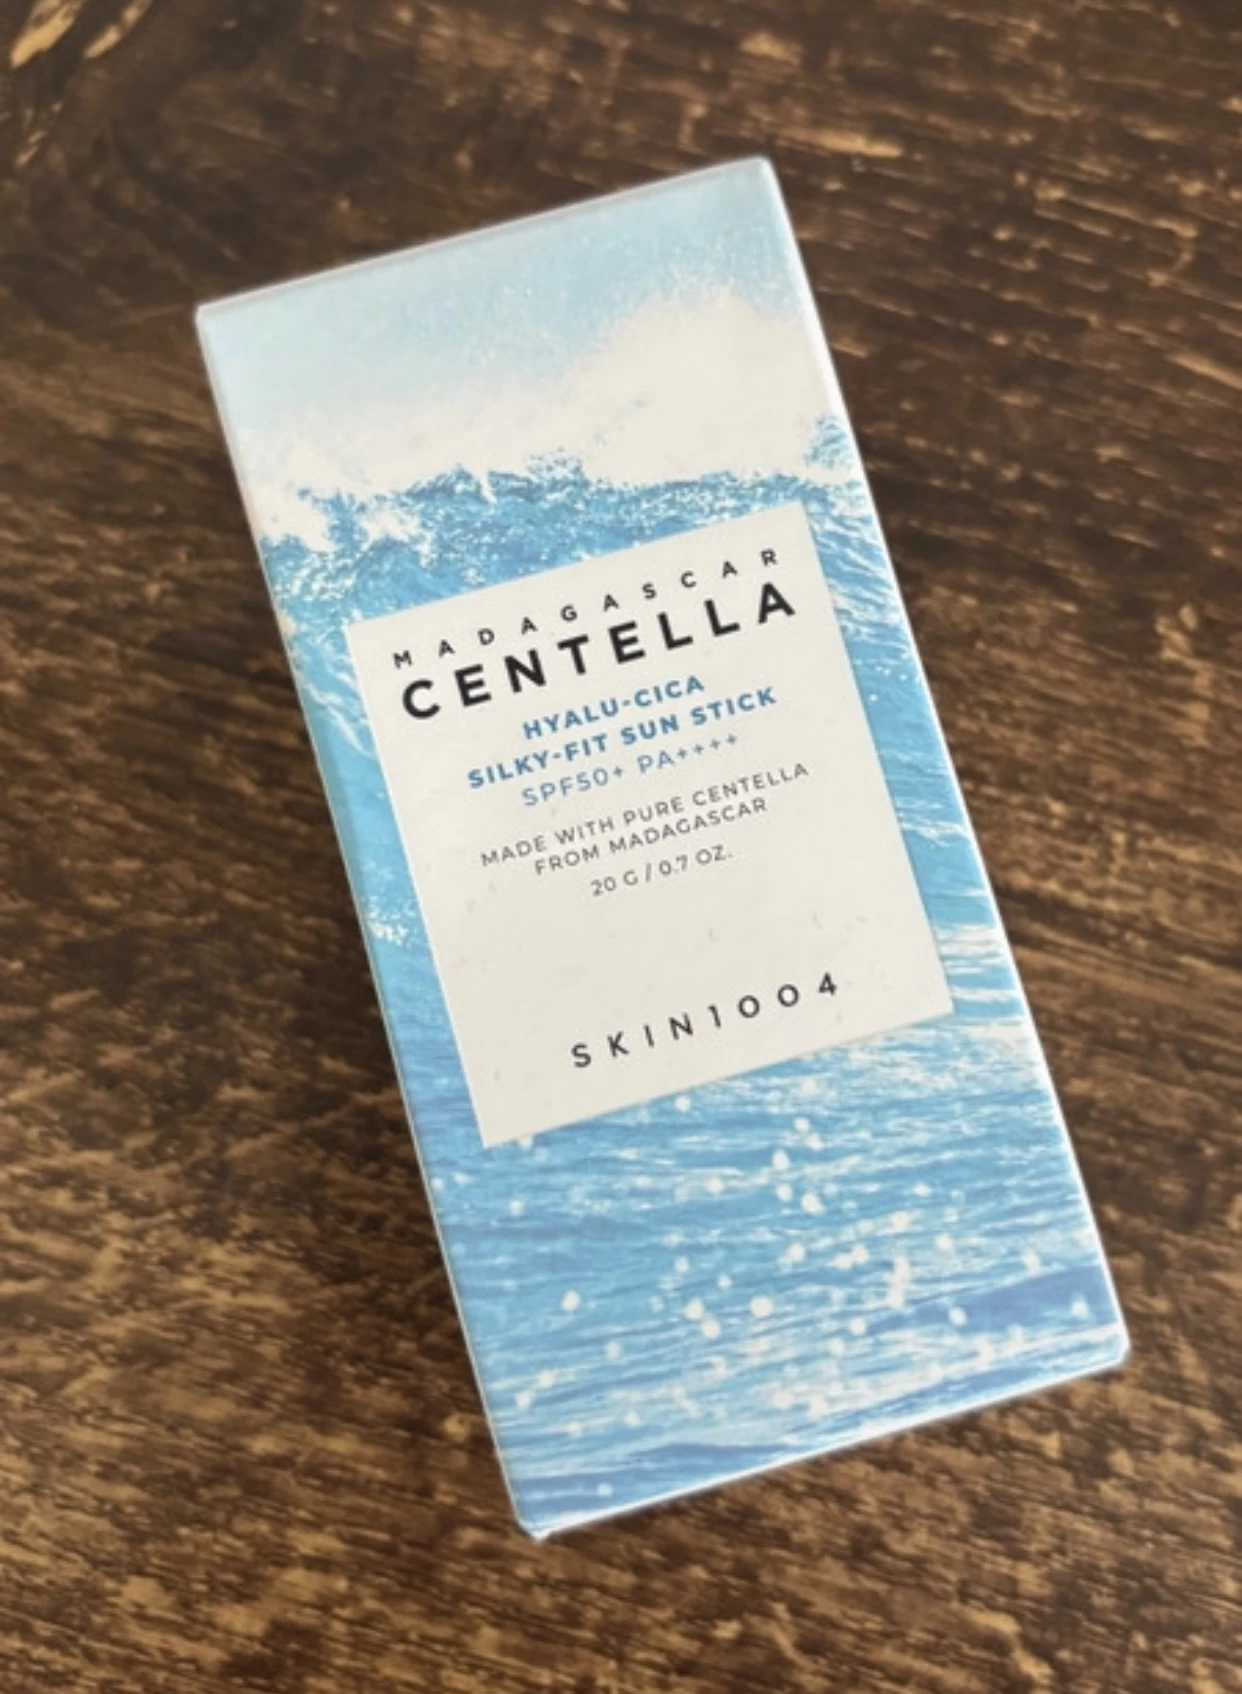 MADAGASCAR
CENTELLA
HYALU-CICA
SILKY-FIT SUN STICK
SPF50+ PA++++
MADE WITH PURE CENTELLA
FROM MADAGASCAR
20 G / 0.7 OZ.
SKIN1004